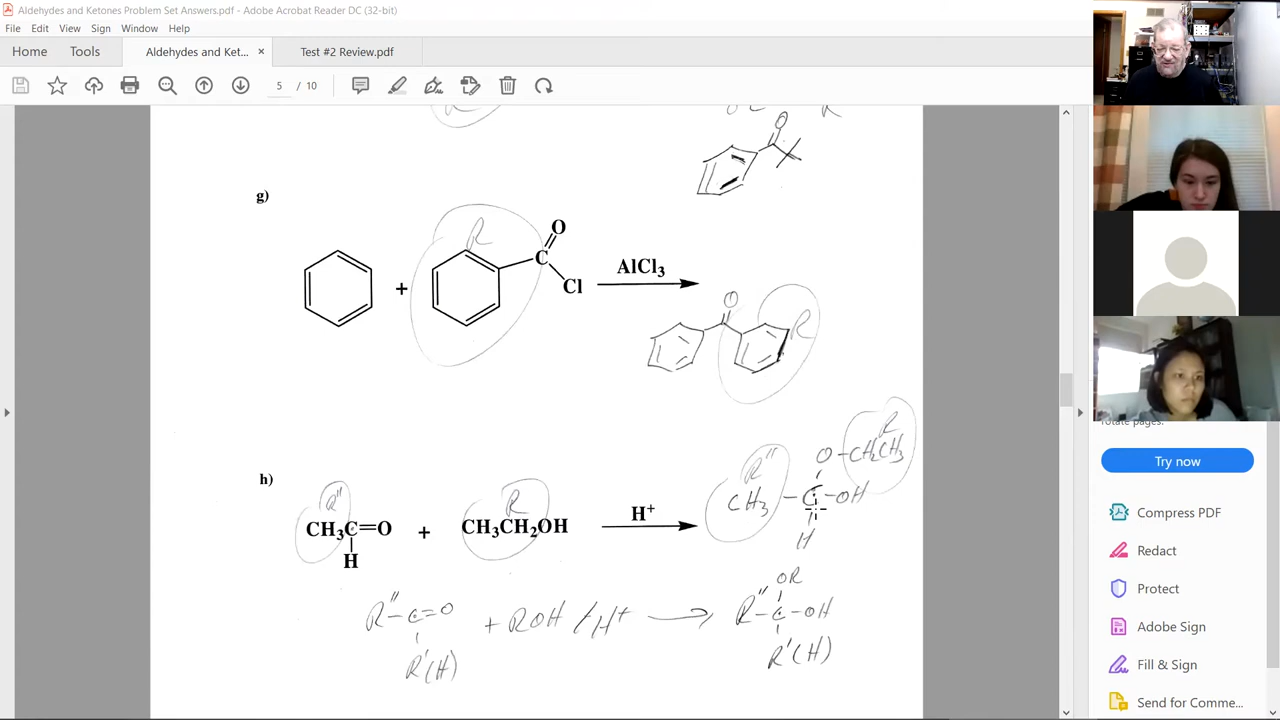 Aldehydes and Ketones Problem Set Answers.pdf - Adobe Acrobat Reader DC (32-bit)
File Edit View Sign Window Help
Home Tools Aldehydes and Ket... × Test IV Review.pdf
5 / 10
O
g)
R
O
C
Cl
+
AlCl3
O
R
h)
R''
CH3C=O
H
+
R
CH3CH2OH
H+
R''
CH3 - C - OH
O - CH2CH3
R
H
R'' - C = O
R'(H)
+ ROH / H+
OR
R'' - C - OH
R'(H)
Try now
Compress PDF
Redact
Protect
Adobe Sign
Fill & Sign
Send for Comme...